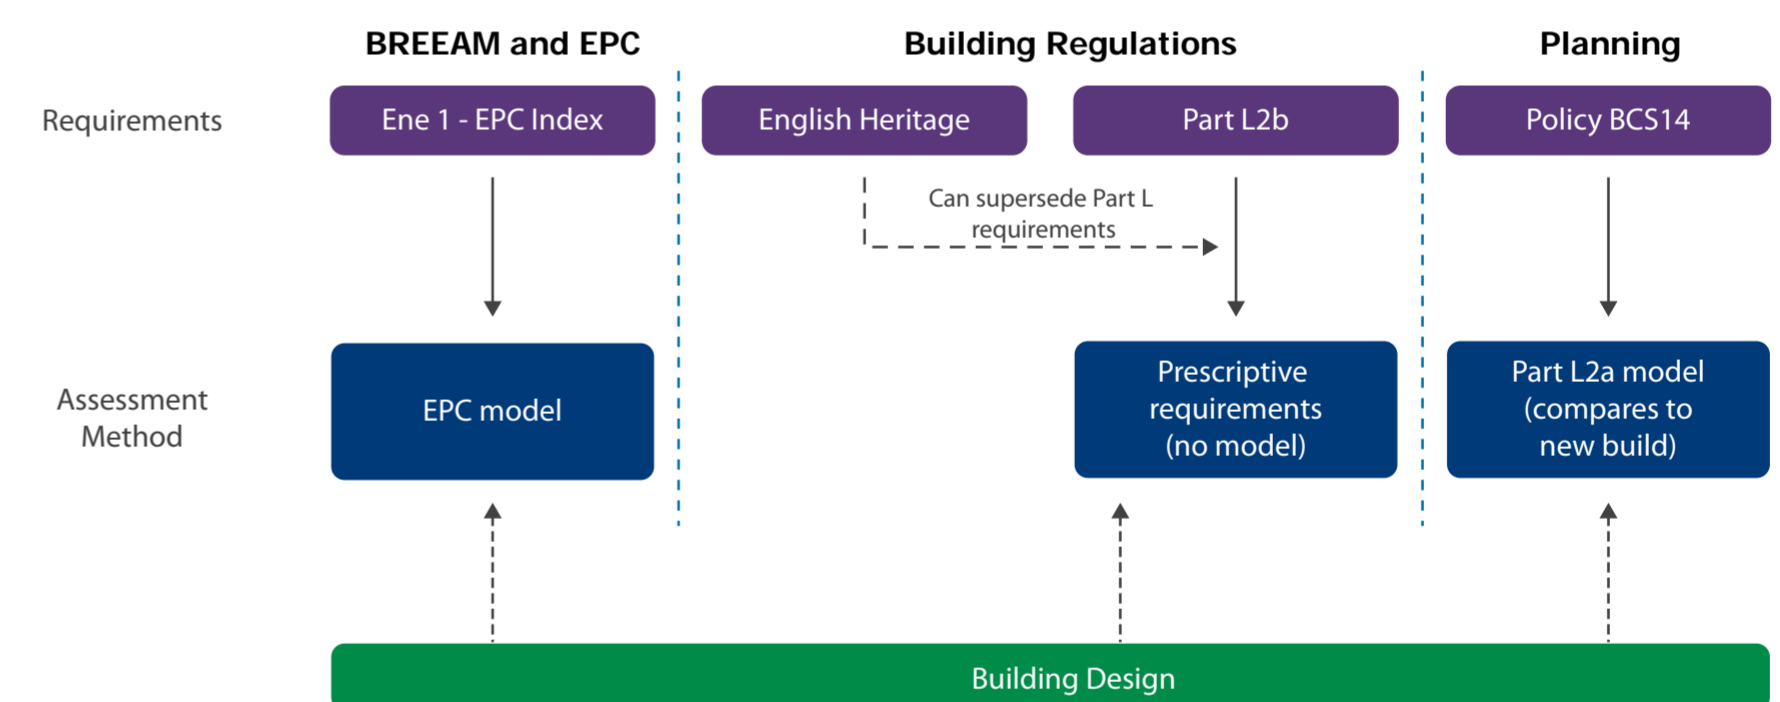 BREEAM and EPC
Building Regulations
Planning
Requirements
Ene 1 - EPC Index
English Heritage
Part L2b
Policy BCS14
Can supersede Part L
requirements
Assessment
Method
EPC model
Prescriptive
requirements
(no model)
Part L2a model
(compares to
new build)
Building Design